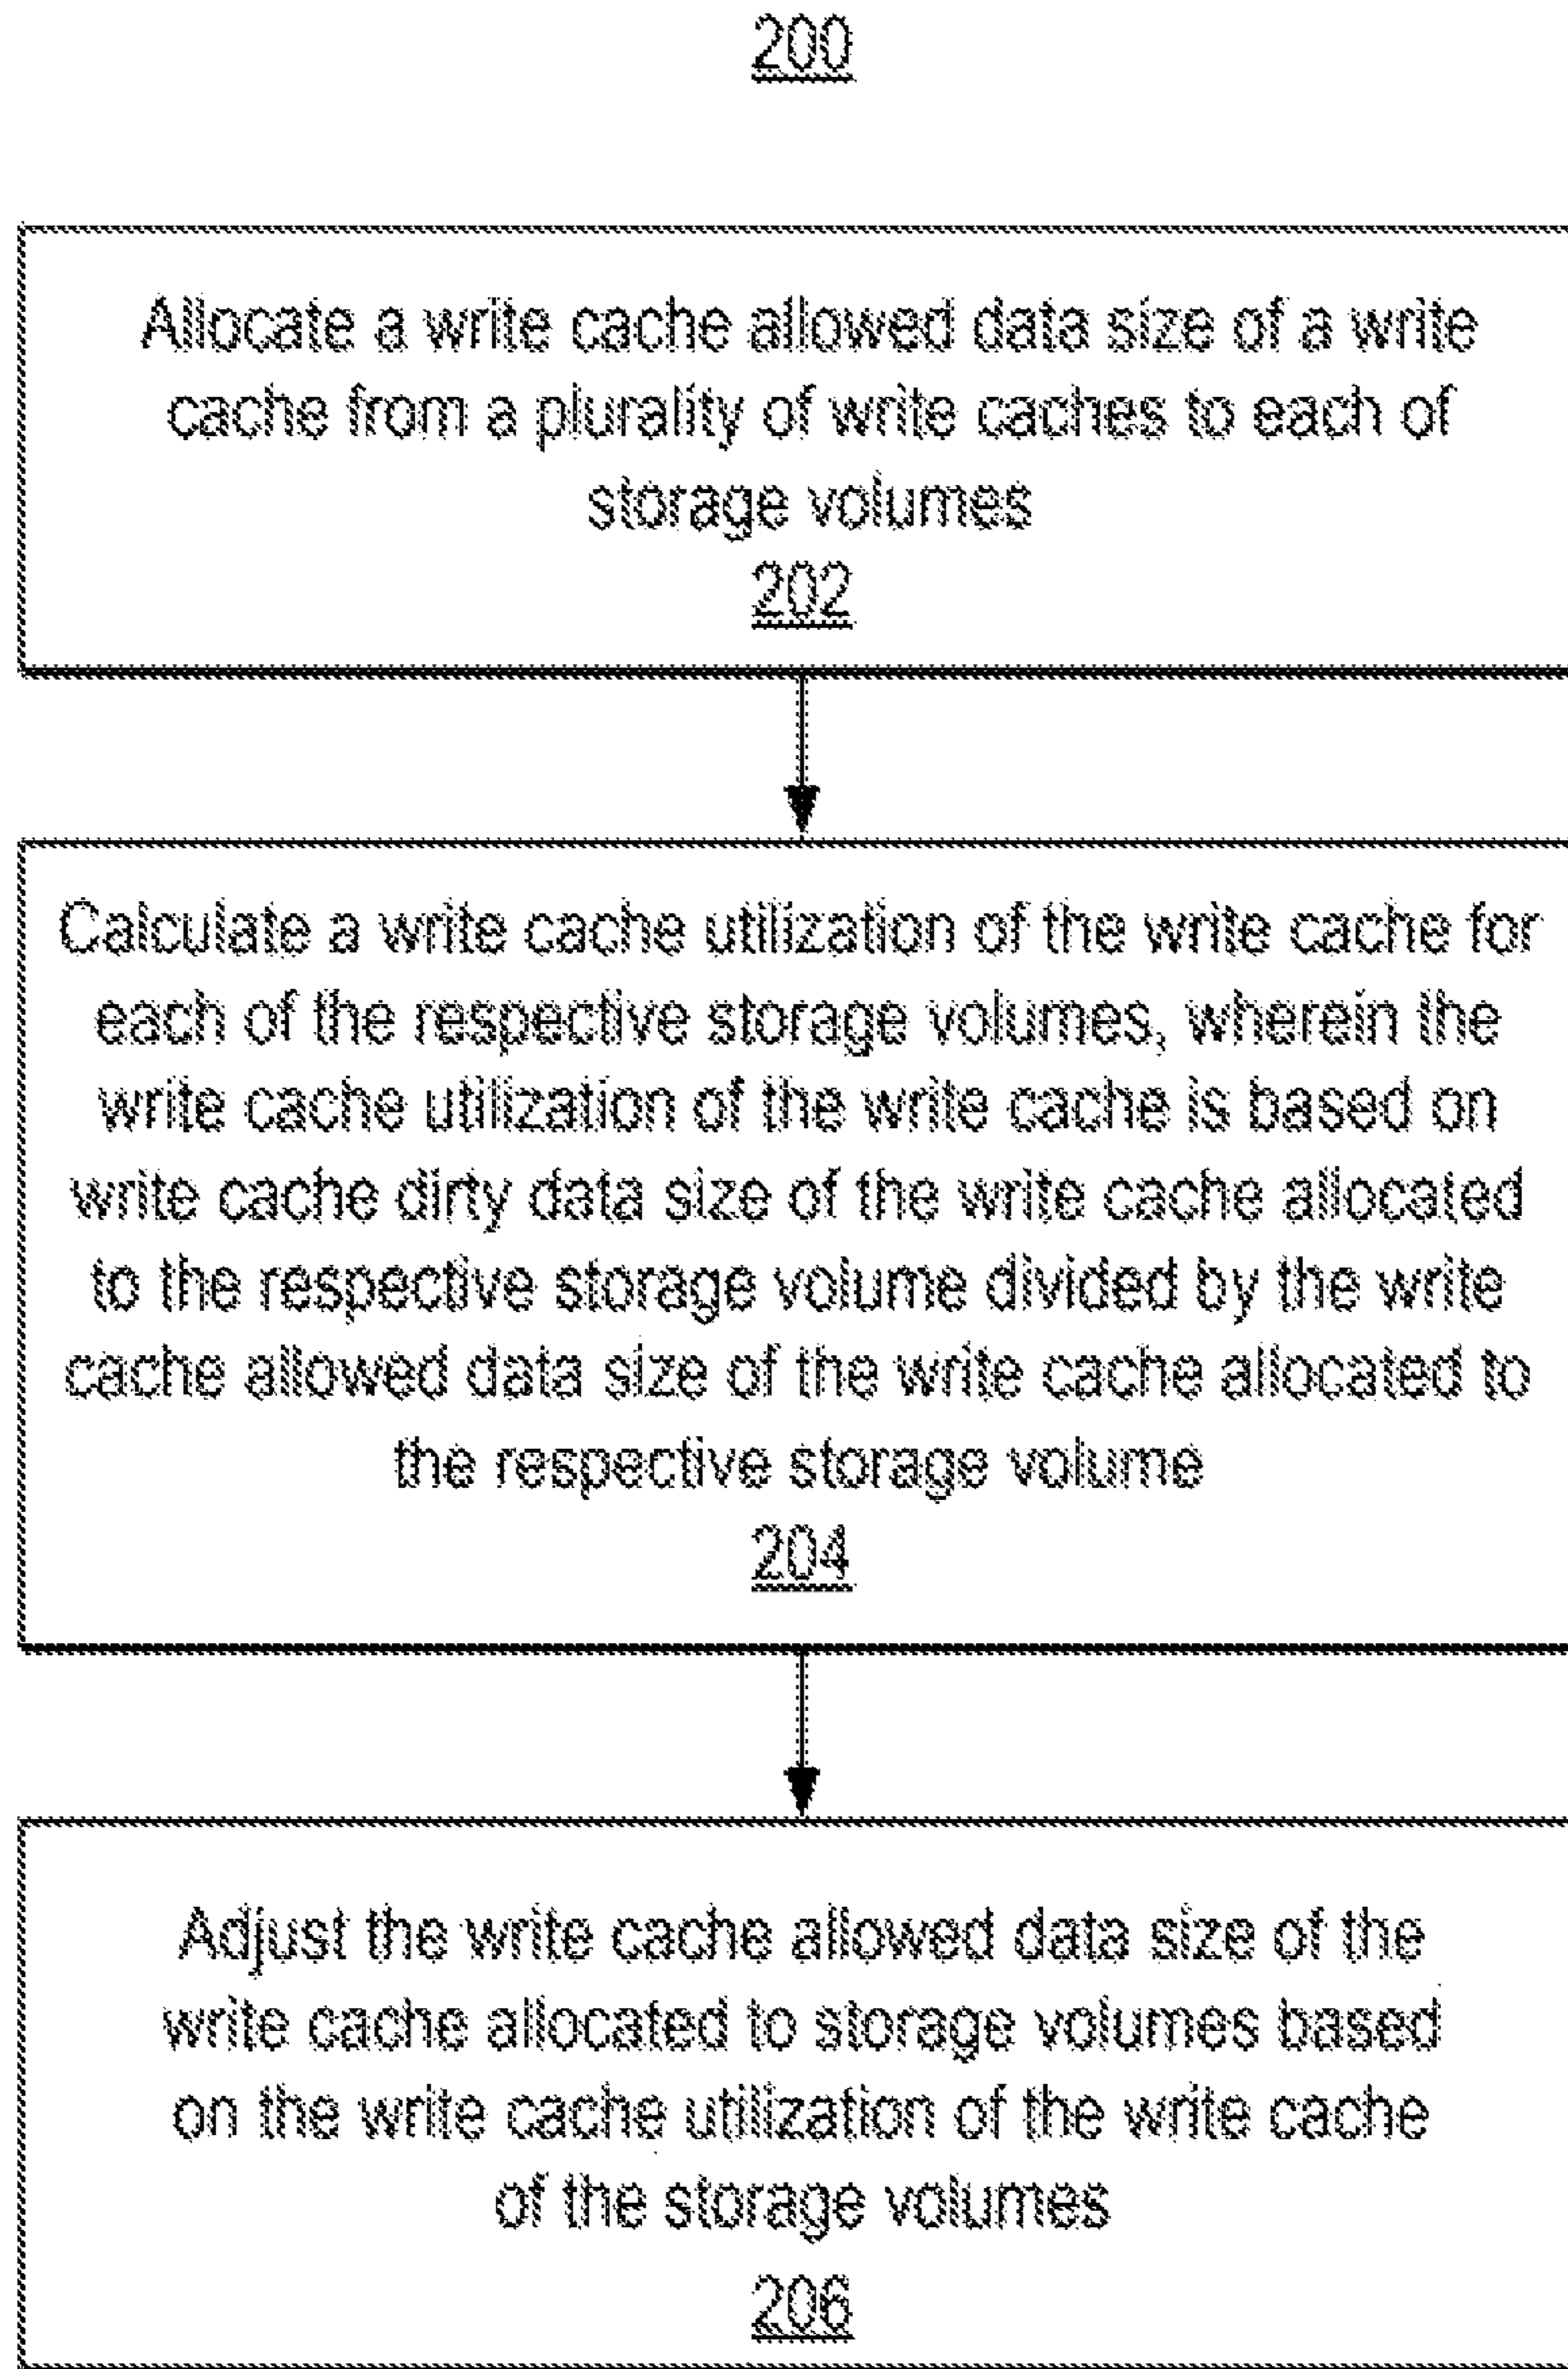 200
Allocate a write cache allowed data size of a write
cache from a plurality of write caches to each of
storage volumes
202
Calculate a write cache utilization of the write cache for
each of the respective storage volumes, wherein the
write cache utilization of the write cache is based on
write cache dirty data size of the write cache allocated
to the respective storage volume divided by the write
cache allowed data size of the write cache allocated to
the respective storage volume
204
Adjust the write cache allowed data size of the
write cache allocated to storage volumes based
on the write cache utilization of the write cache
of the storage volumes
206